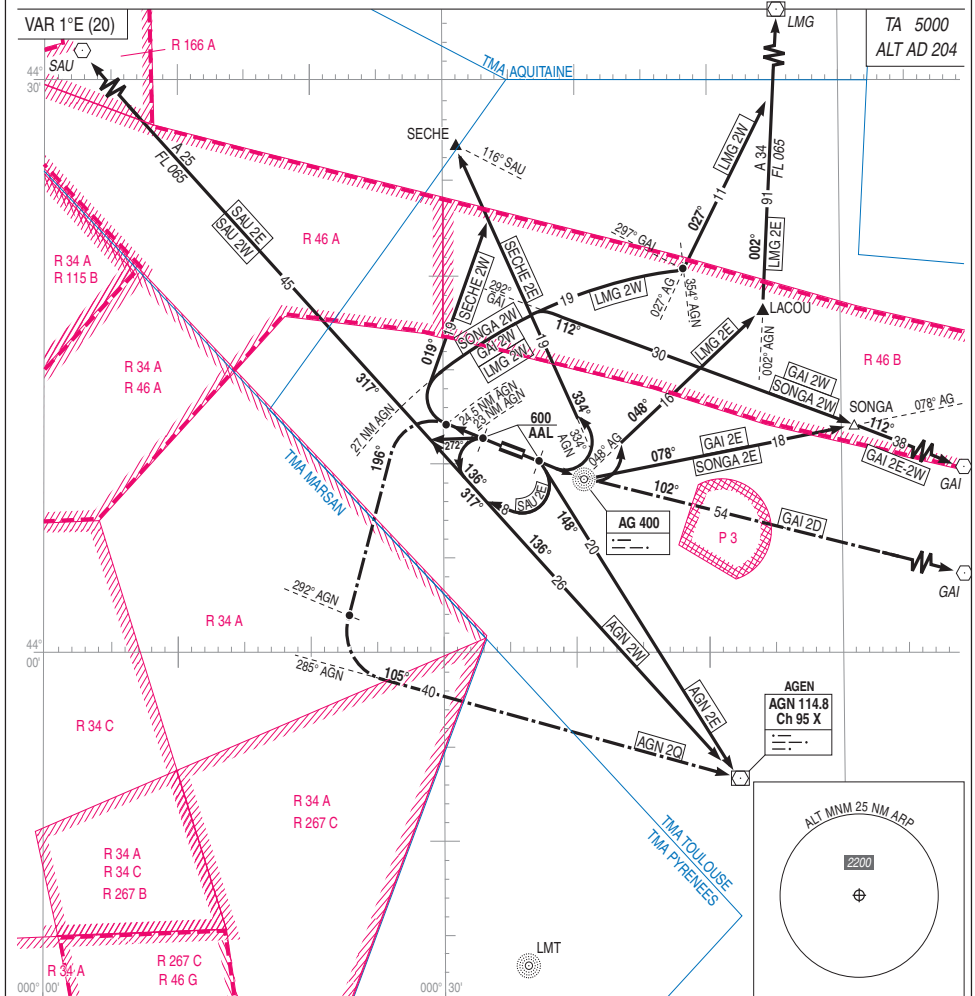 VAR 1°E (20)
R 166 A
LMG
TA 5000
ALT AD 204
SAU
44°
30'
TMA AQUITAINE
SECHE
116° SAU
A 25
FL 065
LMG 2W
A 34
FL 065
11
91
027°
002°
LMG 2E
SAU 2E
SAU 2W
R 46 A
297° GAI
R 34 A
R 115 B
45
SECHE 2W
SECHE 2E
292°
GAI
19
LMG 2W
027° AG
354° AGN
LACOU
002° AGN
19
SONGA 2W
GAI 2W
LMG 2W
19
112°
30
LMG 2E
R 46 B
R 34 A
R 46 A
019°
317°
27 NM AGN
24,5 NM AGN
23 NM AGN
600
AAL
334°
334°
AGN
048°
16
048° AG
GAI 2W
SONGA 2W
SONGA
078° AG
112°
38
GAI 2E-2W
GAI
196°
272°
078°
GAI 2E
SONGA 2E
18
136°
317°
8
SAU 2E
102°
54
GAI 2D
P 3
GAI
AG 400
148°
20
136°
26
TMA MARSAN
292° AGN
R 34 A
44°
00'
285° AGN
105°
40
AGN 2W
AGN 2E
AGN 2Q
AGEN
AGN 114.8
Ch 95 X
R 34 C
R 34 A
R 267 C
TMA TOULOUSE
TMA PYRENEES
ALT MNM 25 NM ARP
2200
R 34 A
R 34 C
R 267 B
LMT
R 34 A
R 267 C
R 46 G
000° 00'
000° 30'